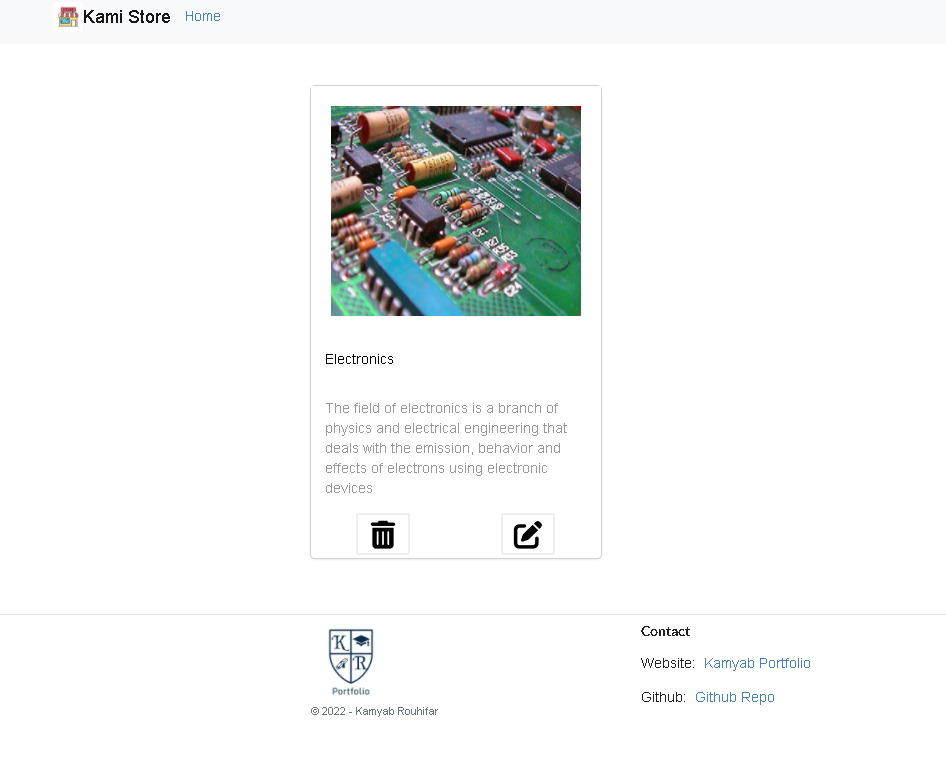 Kami Store Home
Electronics
The field of electronics is a branch of
physics and electrical engineering that
deals with the emission, behavior and
effects of electrons using electronic
devices
K
R
Portfolio
© 2022 - Kamyab Rouhifar
Contact
Website: Kamyab Portfolio
Github: Github Repo